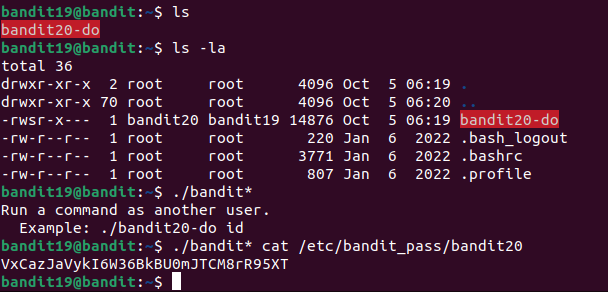 bandit19@bandit:~$ ls
bandit20-do
bandit19@bandit:~$ ls -la
total 36
drwxr-xr-x  2 root     root      4096 Oct  5 06:19 .
drwxr-xr-x 70 root     root      4096 Oct  5 06:20 ..
-rwsr-x---  1 bandit20 bandit19 14876 Oct  5 06:19 bandit20-do
-rw-r--r--  1 root     root       220 Jan  6  2022 .bash_logout
-rw-r--r--  1 root     root      3771 Jan  6  2022 .bashrc
-rw-r--r--  1 root     root       807 Jan  6  2022 .profile
bandit19@bandit:~$ ./bandit*
Run a command as another user.
  Example: ./bandit20-do id
bandit19@bandit:~$ ./bandit* cat /etc/bandit_pass/bandit20
VxCazJaVykI6W36BkBU0mJTCM8rR95XT
bandit19@bandit:~$